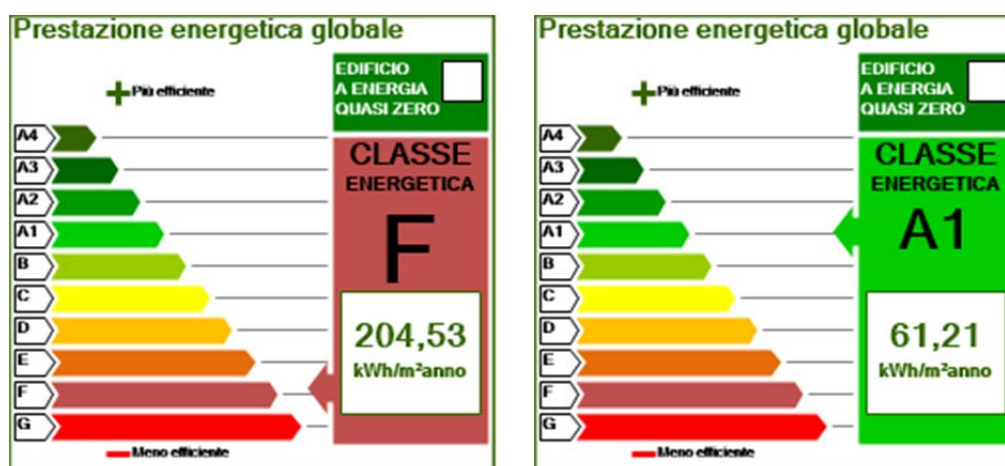 Prestazione energetica globale
EDIFICIO
A ENERGIA
QUASI ZERO
Più efficiente
A4
A3
A2
A1
B
C
D
E
F
G
CLASSE
ENERGETICA
F
204,53
kWh/m²anno
Meno efficiente
Prestazione energetica globale
EDIFICIO
A ENERGIA
QUASI ZERO
Più efficiente
A4
A3
A2
A1
B
C
D
E
F
G
CLASSE
ENERGETICA
A1
61,21
kWh/m²anno
Meno efficiente